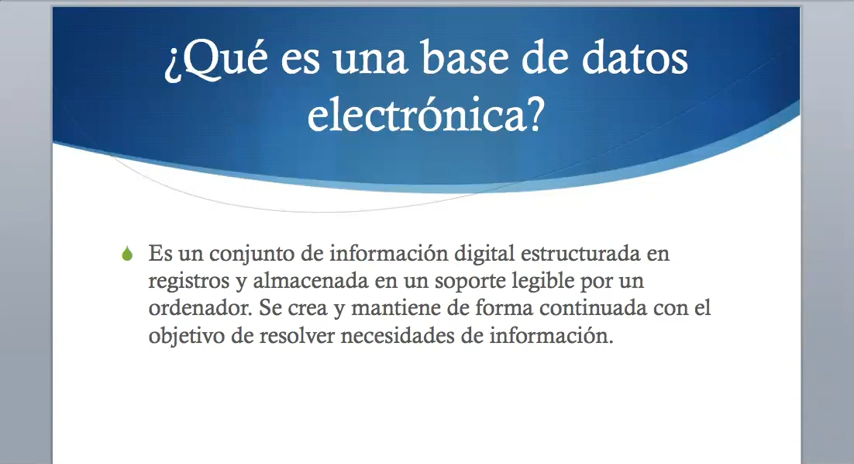 ¿Qué es una base de datos
electrónica?
Es un conjunto de información digital estructurada en
registros y almacenada en un soporte legible por un
ordenador. Se crea y mantiene de forma continuada con el
objetivo de resolver necesidades de información.